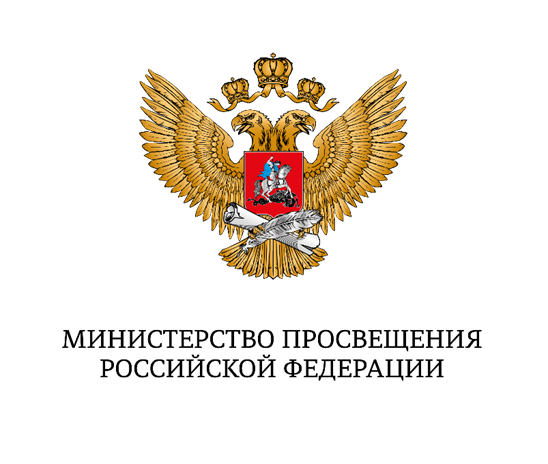 МИНИСТЕРСТВО ПРОСВЕЩЕНИЯ
РОССИЙСКОЙ ФЕДЕРАЦИИ